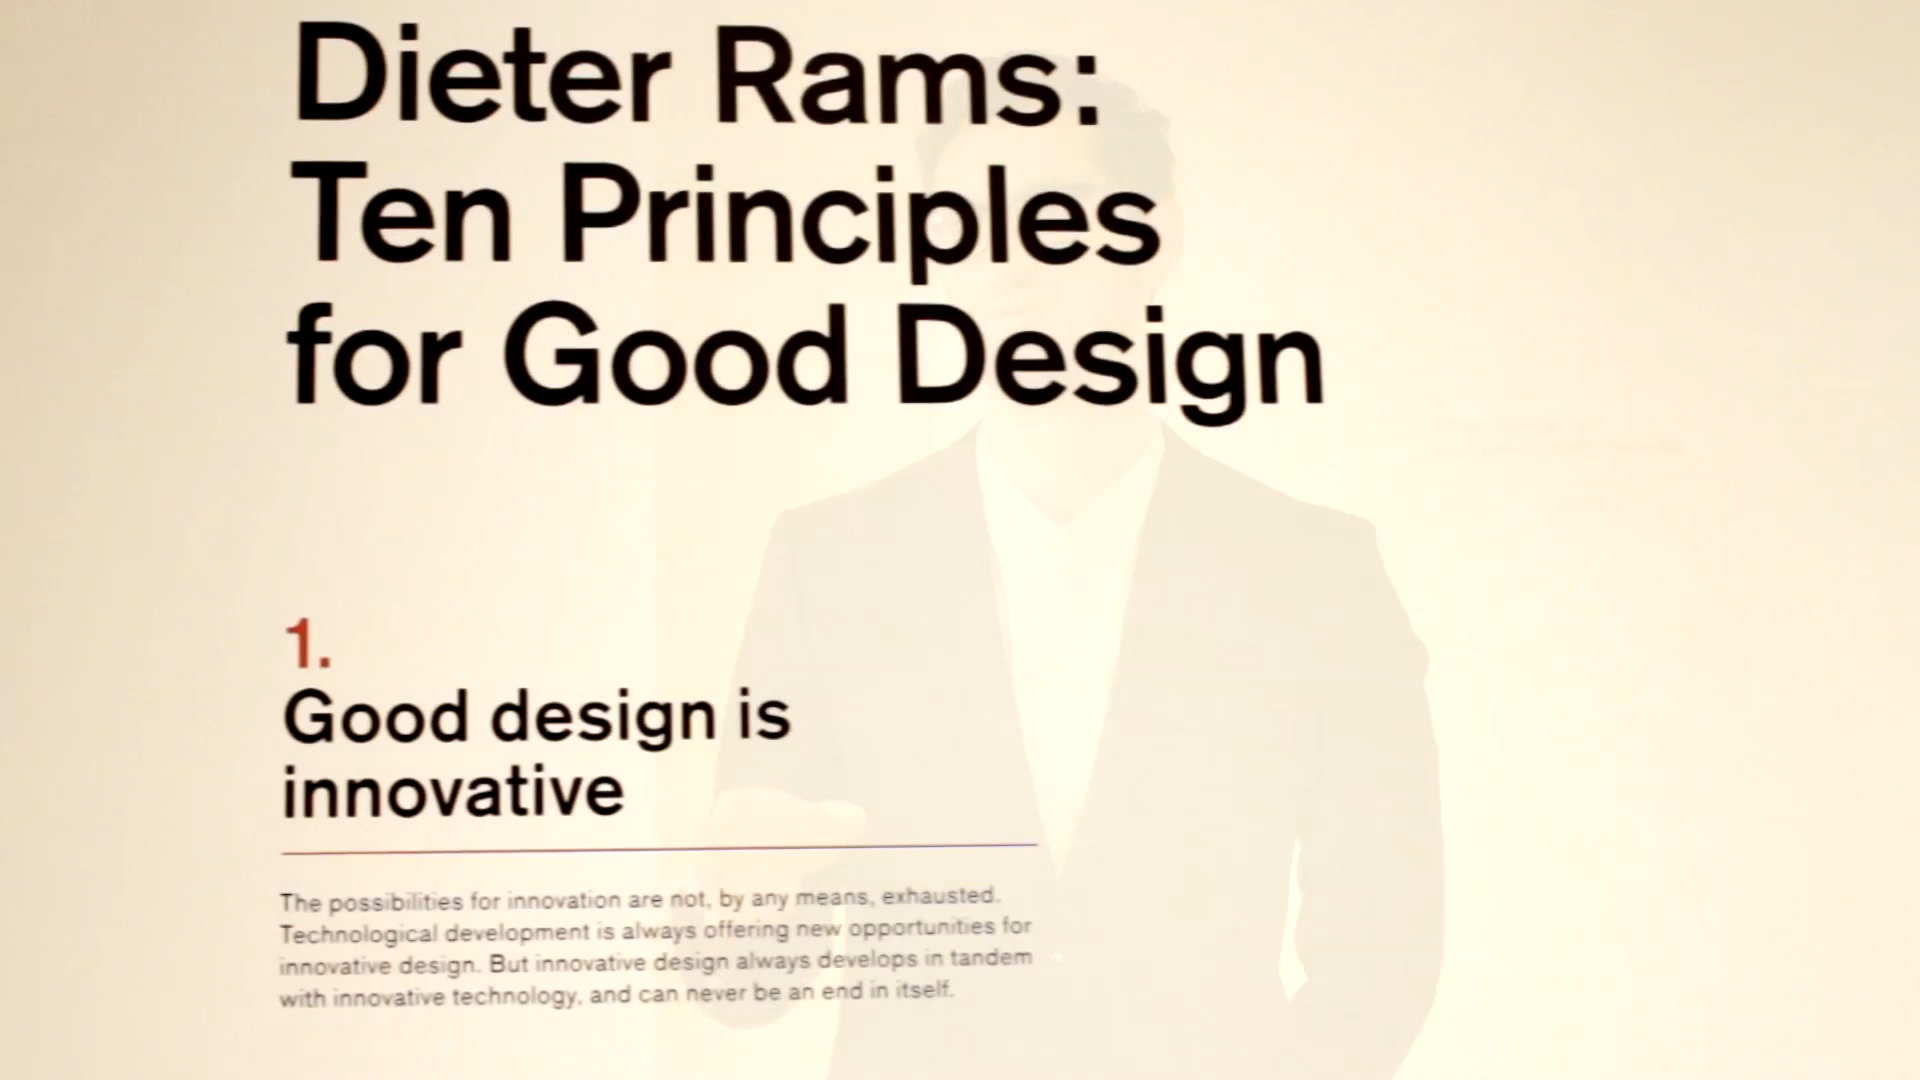 Dieter Rams:
Ten Principles
for Good Design
1.
Good design is
innovative
The possibilities for innovation are not, by any means, exhausted.
Technological development is always offering new opportunities for
innovative design. But innovative design always develops in tandem
with innovative technology, and can never be an end in itself.